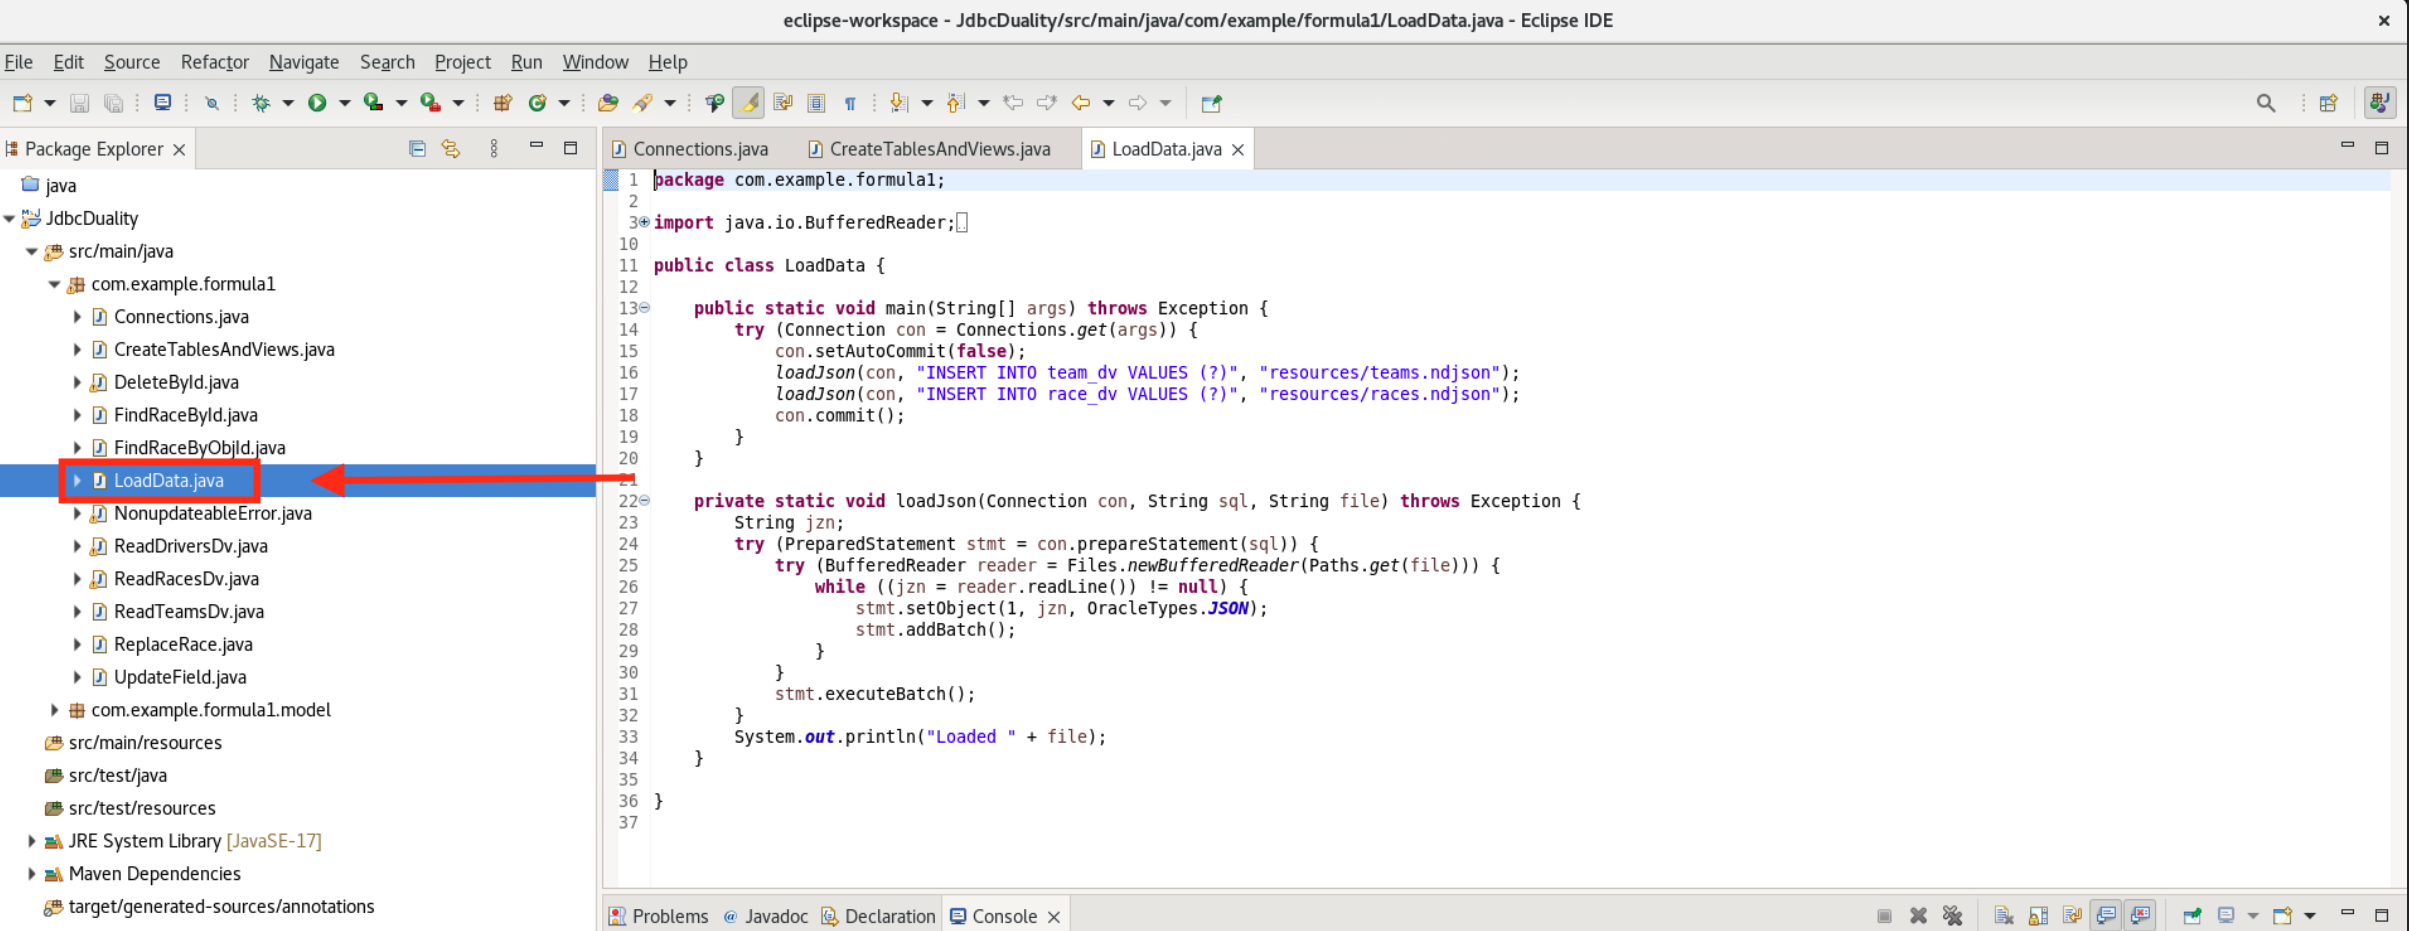 eclipse-workspace - JdbcDuality/src/main/java/com/example/formula1/LoadData.java - Eclipse IDE
File Edit Source Refactor Navigate Search Project Run Window Help
Package Explorer
java
JdbcDuality
src/main/java
com.example.formula1
Connections.java
CreateTablesAndViews.java
DeleteById.java
FindRaceById.java
FindRaceByObjId.java
LoadData.java
NonupdateableError.java
ReadDriversDv.java
ReadRacesDv.java
ReadTeamsDv.java
ReplaceRace.java
UpdateField.java
com.example.formula1.model
src/main/resources
src/test/java
src/test/resources
JRE System Library [JavaSE-17]
Maven Dependencies
target/generated-sources/annotations
Connections.java CreateTablesAndViews.java LoadData.java
1 package com.example.formula1;
2
3 import java.io.BufferedReader;
10
11 public class LoadData {
12
13 public static void main(String[] args) throws Exception {
14 try (Connection con = Connections.get(args)) {
15 con.setAutoCommit(false);
16 loadJson(con, "INSERT INTO team_dv VALUES (?)", "resources/teams.ndjson");
17 loadJson(con, "INSERT INTO race_dv VALUES (?)", "resources/races.ndjson");
18 con.commit();
19 }
20 }
21
22 private static void loadJson(Connection con, String sql, String file) throws Exception {
23 String jzn;
24 try (PreparedStatement stmt = con.prepareStatement(sql)) {
25 try (BufferedReader reader = Files.newBufferedReader(Paths.get(file))) {
26 while ((jzn = reader.readLine()) != null) {
27 stmt.setObject(1, jzn, OracleTypes.JSON);
28 stmt.addBatch();
29 }
30 }
31 stmt.executeBatch();
32 }
33 System.out.println("Loaded " + file);
34 }
35
36 }
37
Problems Javadoc Declaration Console